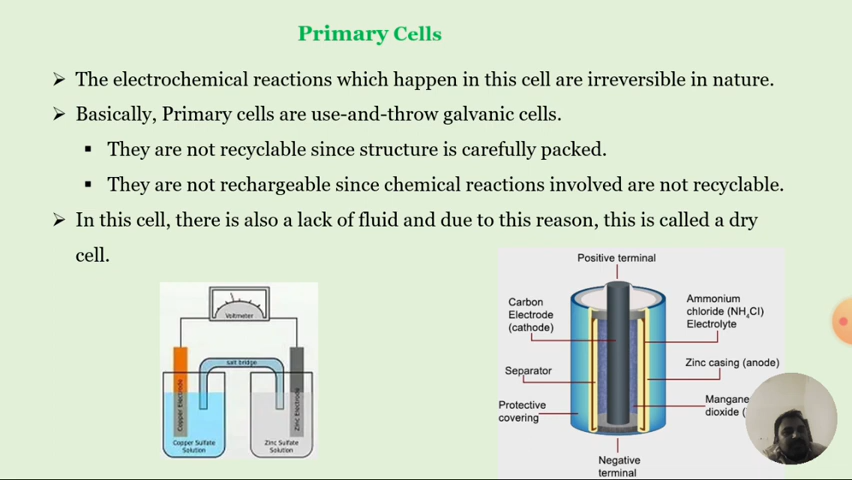 Primary Cells
➢ The electrochemical reactions which happen in this cell are irreversible in nature.
➢ Basically, Primary cells are use-and-throw galvanic cells.
▪ They are not recyclable since structure is carefully packed.
▪ They are not rechargeable since chemical reactions involved are not recyclable.
➢ In this cell, there is also a lack of fluid and due to this reason, this is called a dry
cell.
Voltmeter
salt bridge
Copper Electrode
Zinc Electrode
Copper Sulfate
Solution
Zinc Sulfate
Solution
Positive terminal
Carbon
Electrode
(cathode)
Separator
Protective
covering
Ammonium
chloride (NH₄Cl)
Electrolyte
Zinc casing (anode)
dioxide (
Negative
terminal